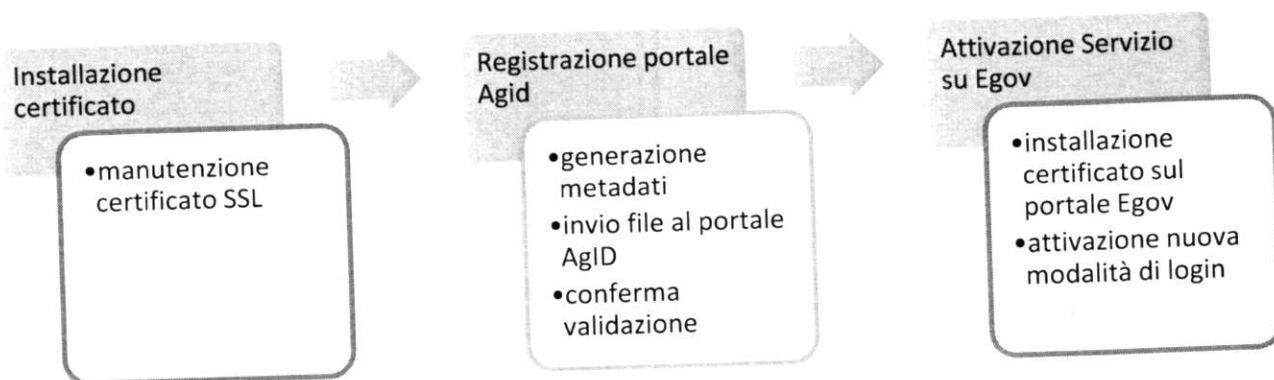 Installazione
certificato
•manutenzione
certificato SSL
Registrazione portale
Agid
•generazione
metadati
•invio file al portale
AgID
•conferma
validazione
Attivazione Servizio
su Egov
•installazione
certificato sul
portale Egov
•attivazione nuova
modalità di login